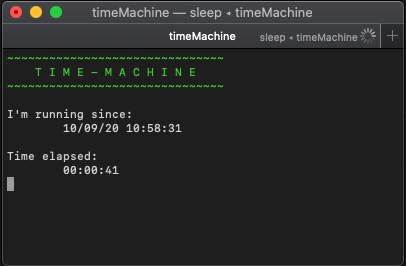 timeMachine — sleep ◂ timeMachine
timeMachine
sleep ◂ timeMachine
~~~~~~~~~~~~~~~~~~~~~~~~~~~~~~~
T I M E – M A C H I N E
~~~~~~~~~~~~~~~~~~~~~~~~~~~~~~~
I'm running since:
10/09/20 10:58:31
Time elapsed:
00:00:41